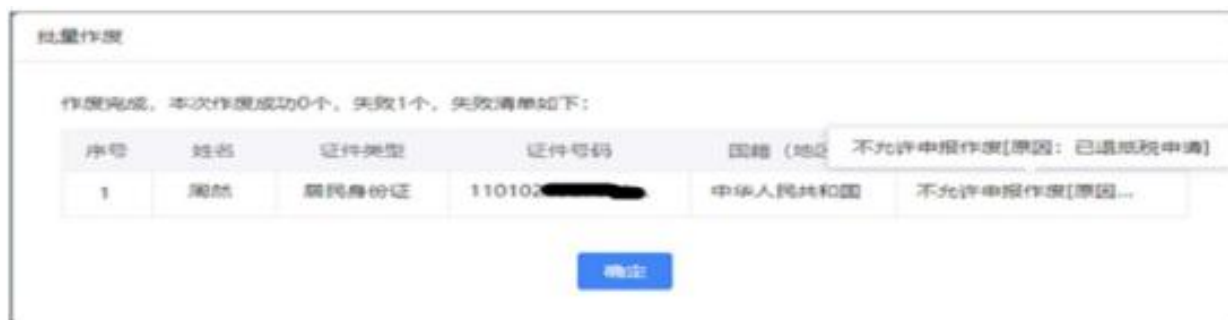 批量作废
作废完成，本次作废成功0个，失败1个，失败清单如下：
序号 姓名 证件类型 证件号码 国籍（地区 不允许申报作废[原因：已退抵税申请]
1 周然 居民身份证 110102 中华人民共和国 不允许申报作废[原因...
确定